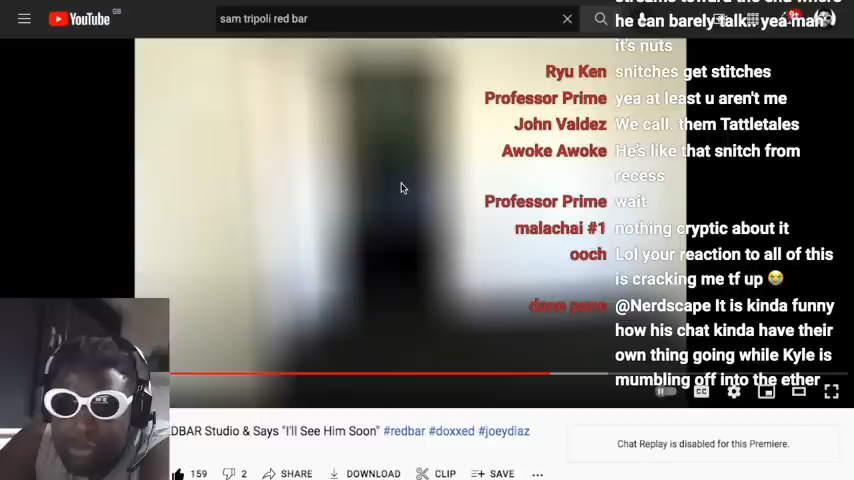 YouTube GB
sam tripoli red bar
9+
he can barely talk.. yea man
it's nuts
Ryu Ken snitches get stitches
Professor Prime yea at least u aren't me
John Valdez We call. them Tattletales
Awoke Awoke He's like that snitch from
recess
Professor Prime wait
malachai #1 nothing cryptic about it
ooch Lol your reaction to all of this
is cracking me tf up 😭
dane pane @Nerdscape It is kinda funny
how his chat kinda have their
own thing going while Kyle is
mumbling off into the ether
DBAR Studio & Says "I'll See Him Soon" #redbar #doxxed #joeydiaz
Chat Replay is disabled for this Premiere.
159 2 SHARE DOWNLOAD CLIP SAVE ...